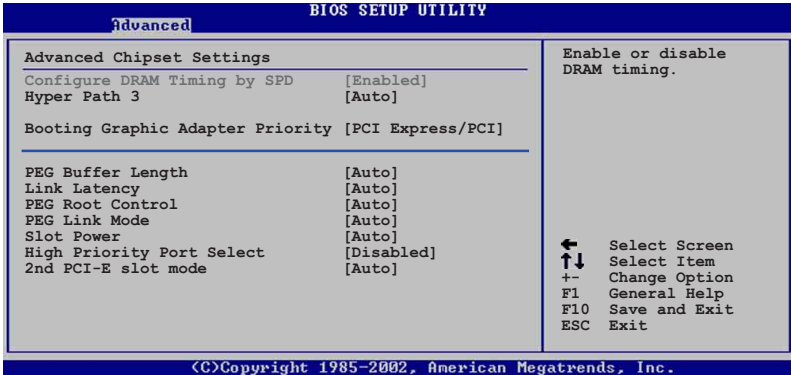 BIOS SETUP UTILITY
Advanced
Advanced Chipset Settings
Configure DRAM Timing by SPD [Enabled]
Hyper Path 3 [Auto]
Booting Graphic Adapter Priority [PCI Express/PCI]
PEG Buffer Length [Auto]
Link Latency [Auto]
PEG Root Control [Auto]
PEG Link Mode [Auto]
Slot Power [Auto]
High Priority Port Select [Disabled]
2nd PCI-E slot mode [Auto]
Enable or disable
DRAM timing.
← Select Screen
↑↓ Select Item
+- Change Option
F1 General Help
F10 Save and Exit
ESC Exit
(C)Copyright 1985-2002, American Megatrends, Inc.